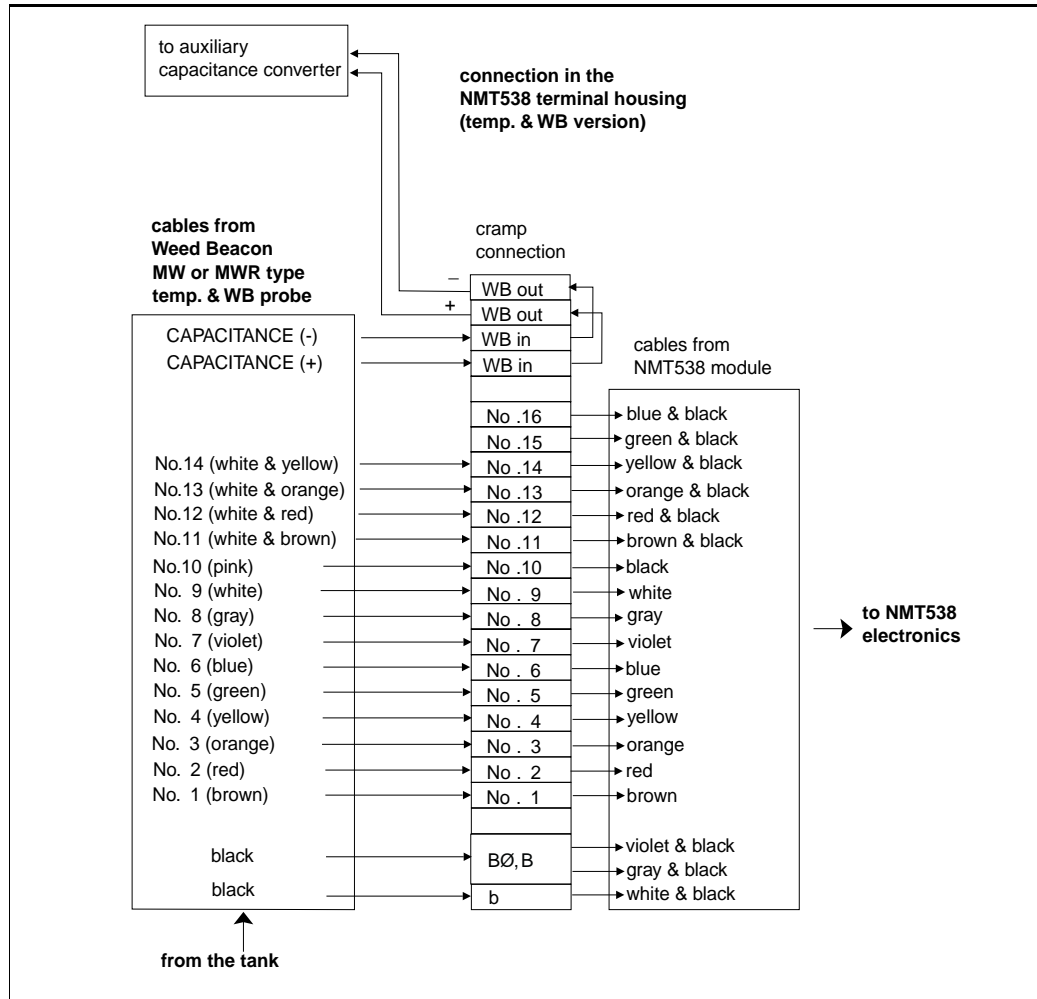 to auxiliary
capacitance converter
connection in the
NMT538 terminal housing
(temp. & WB version)
cables from
Weed Beacon
MW or MWR type
temp. & WB probe
cramp
connection
– WB out
+ WB out
CAPACITANCE (-) WB in
CAPACITANCE (+) WB in
cables from
NMT538 module
No .16 blue & black
No .15 green & black
No.14 (white & yellow) No .14 yellow & black
No.13 (white & orange) No .13 orange & black
No.12 (white & red) No .12 red & black
No.11 (white & brown) No .11 brown & black
No.10 (pink) No .10 black
No. 9 (white) No . 9 white
No. 8 (gray) No . 8 gray
No. 7 (violet) No . 7 violet
No. 6 (blue) No . 6 blue
No. 5 (green) No . 5 green
No. 4 (yellow) No . 4 yellow
No. 3 (orange) No . 3 orange
No. 2 (red) No . 2 red
No. 1 (brown) No . 1 brown
to NMT538
electronics
black BØ, B violet & black
gray & black
black b white & black
from the tank